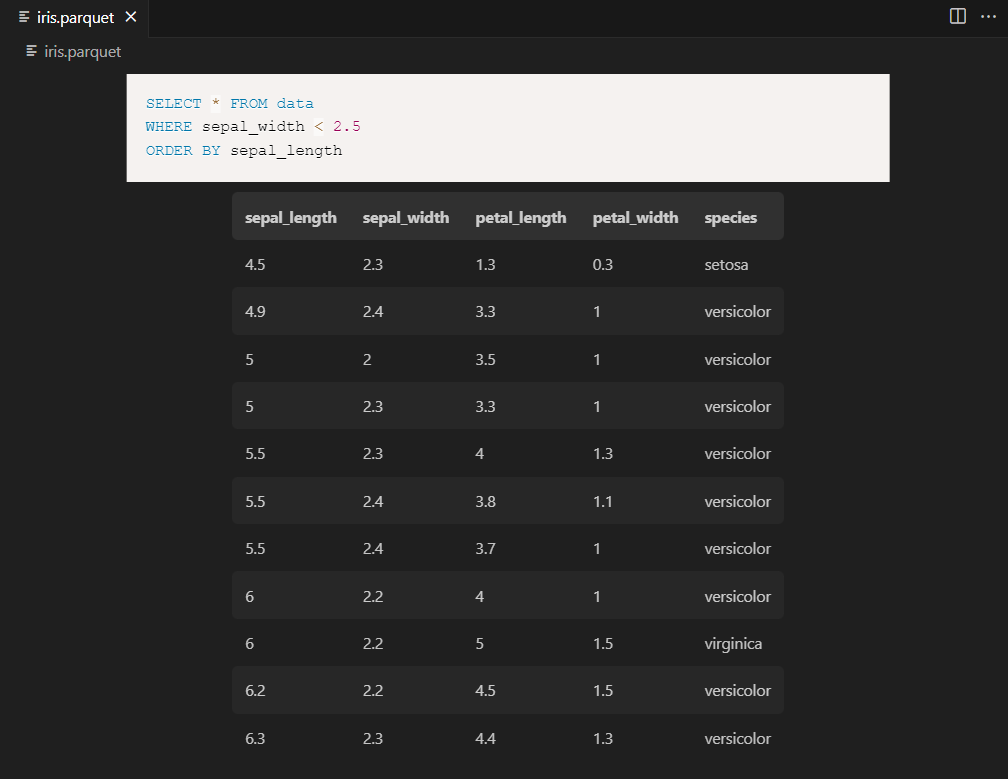 iris.parquet
iris.parquet
SELECT * FROM data
WHERE sepal_width < 2.5
ORDER BY sepal_length
sepal_length sepal_width petal_length petal_width species
4.5 2.3 1.3 0.3 setosa
4.9 2.4 3.3 1 versicolor
5 2 3.5 1 versicolor
5 2.3 3.3 1 versicolor
5.5 2.3 4 1.3 versicolor
5.5 2.4 3.8 1.1 versicolor
5.5 2.4 3.7 1 versicolor
6 2.2 4 1 versicolor
6 2.2 5 1.5 virginica
6.2 2.2 4.5 1.5 versicolor
6.3 2.3 4.4 1.3 versicolor